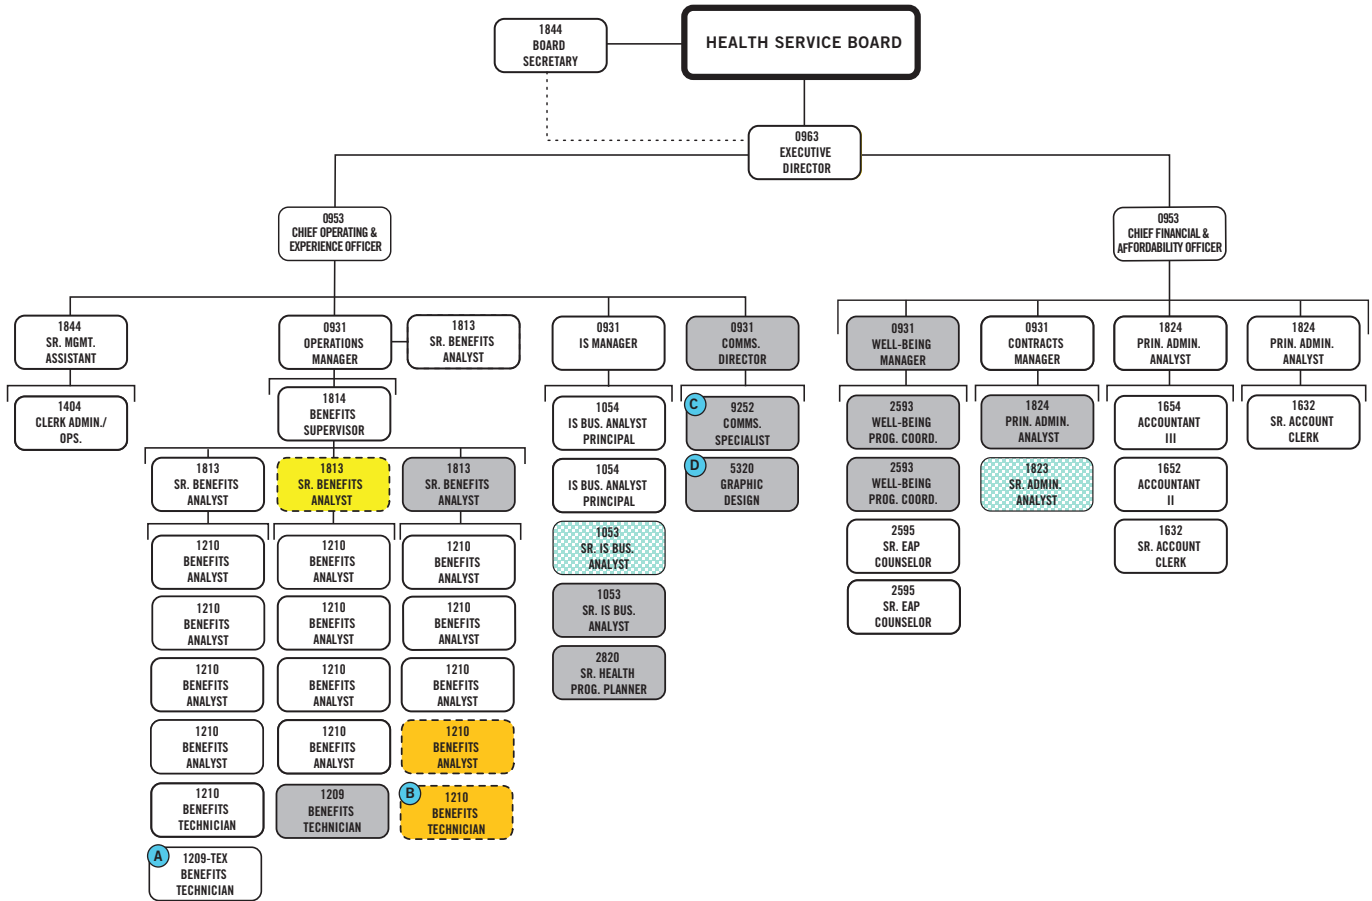 1844
BOARD
SECRETARY
HEALTH SERVICE BOARD
0963
EXECUTIVE
DIRECTOR
0953
CHIEF OPERATING &
EXPERIENCE OFFICER
0953
CHIEF FINANCIAL &
AFFORDABILITY OFFICER
1844
SR. MGMT.
ASSISTANT
0931
OPERATIONS
MANAGER
1813
SR. BENEFITS
ANALYST
0931
IS MANAGER
0931
COMMS.
DIRECTOR
0931
WELL-BEING
MANAGER
0931
CONTRACTS
MANAGER
1824
PRIN. ADMIN.
ANALYST
1824
PRIN. ADMIN.
ANALYST
1404
CLERK ADMIN./
OPS.
1814
BENEFITS
SUPERVISOR
1813
SR. BENEFITS
ANALYST
1813
SR. BENEFITS
ANALYST
1813
SR. BENEFITS
ANALYST
1210
BENEFITS
ANALYST
1210
BENEFITS
ANALYST
1210
BENEFITS
ANALYST
1210
BENEFITS
ANALYST
1210
BENEFITS
TECHNICIAN
A
1209-TEX
BENEFITS
TECHNICIAN
1210
BENEFITS
ANALYST
1210
BENEFITS
ANALYST
1210
BENEFITS
ANALYST
1210
BENEFITS
ANALYST
1209
BENEFITS
TECHNICIAN
1210
BENEFITS
ANALYST
1210
BENEFITS
ANALYST
1210
BENEFITS
ANALYST
1210
BENEFITS
ANALYST
B
1210
BENEFITS
TECHNICIAN
1054
IS BUS. ANALYST
PRINCIPAL
1054
IS BUS. ANALYST
PRINCIPAL
1053
SR. IS BUS.
ANALYST
1053
SR. IS BUS.
ANALYST
2820
SR. HEALTH
PROG. PLANNER
C
9252
COMMS.
SPECIALIST
D
5320
GRAPHIC
DESIGN
2593
WELL-BEING
PROG. COORD.
2593
WELL-BEING
PROG. COORD.
2595
SR. EAP
COUNSELOR
2595
SR. EAP
COUNSELOR
1824
PRIN. ADMIN.
ANALYST
1823
SR. ADMIN.
ANALYST
1654
ACCOUNTANT
III
1652
ACCOUNTANT
II
1632
SR. ACCOUNT
CLERK
1632
SR. ACCOUNT
CLERK